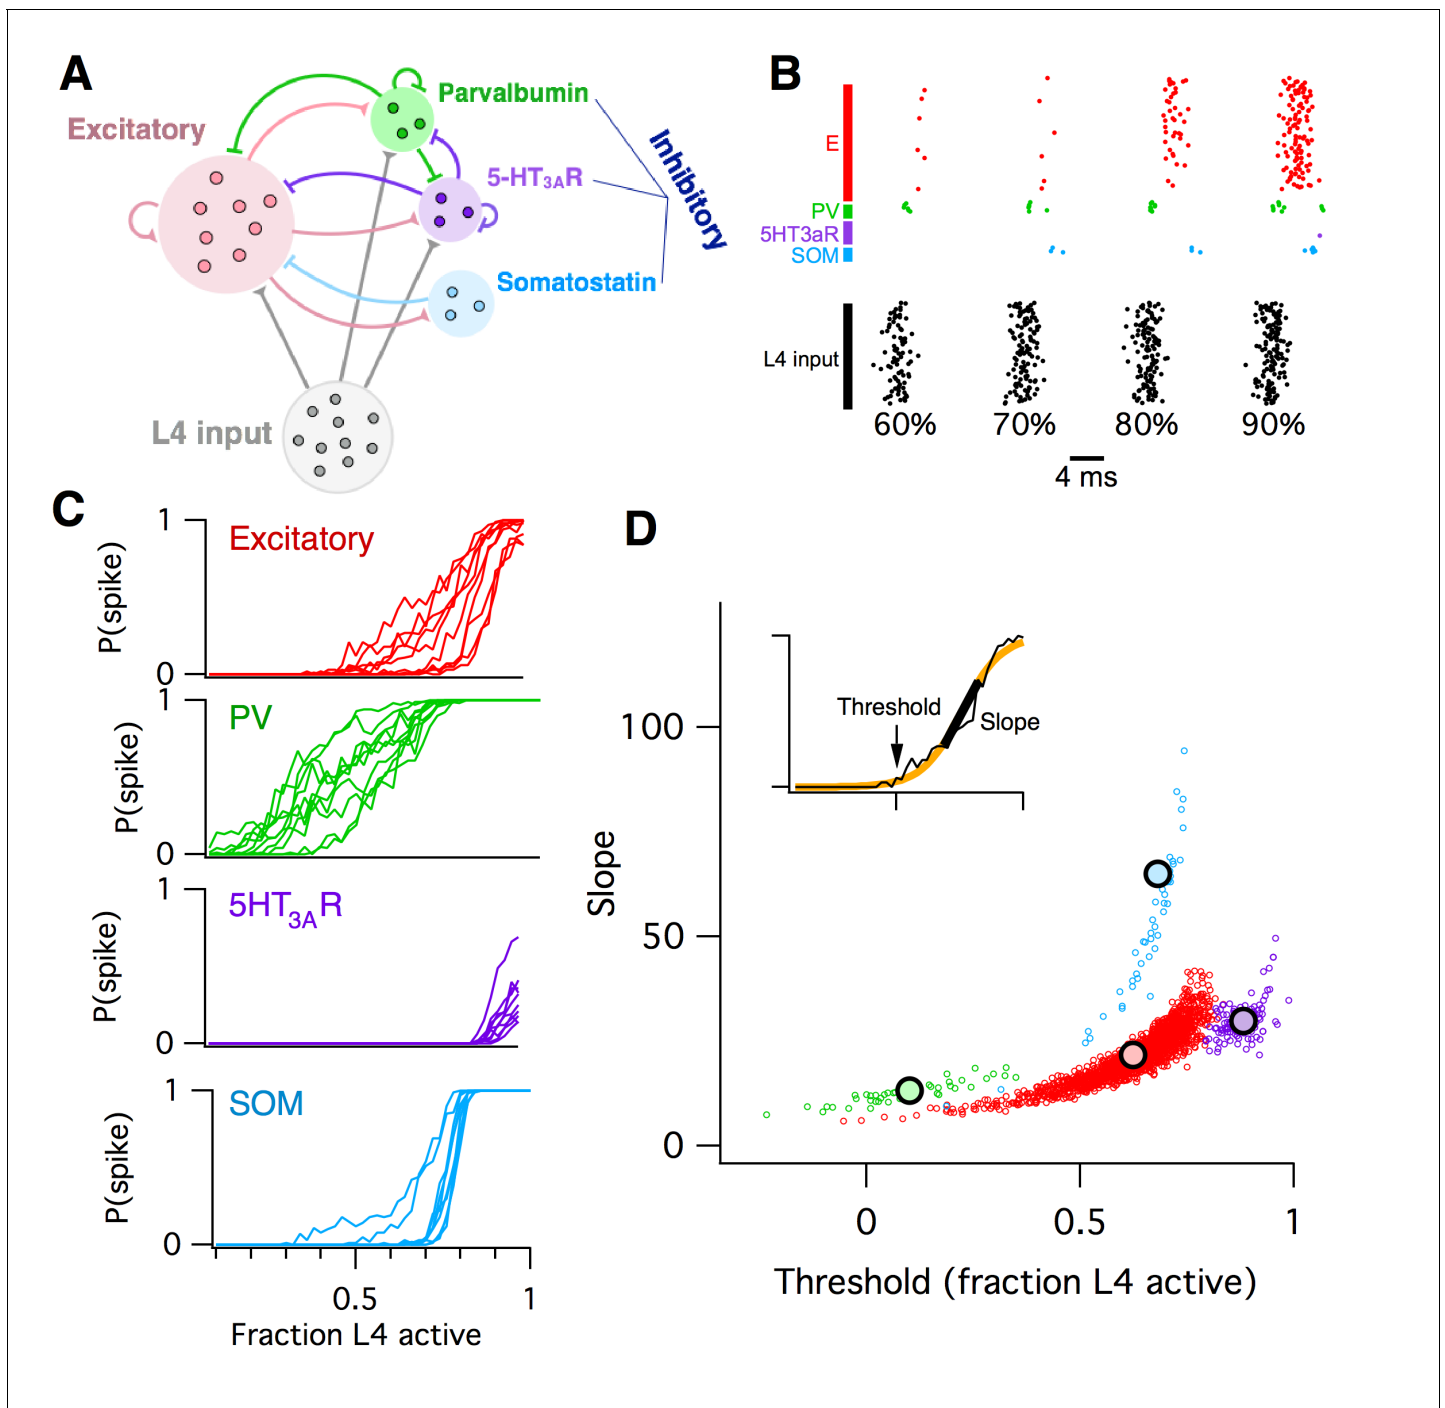 A
Excitatory
Parvalbumin
5-HT3AR
Somatostatin
Inhibitory
L4 input
B
E
PV
5HT3aR
SOM
L4 input
60% 70% 80% 90%
4 ms
C
1
Excitatory
P(spike)
0
1
PV
P(spike)
0
1
5HT3AR
P(spike)
0
1
SOM
P(spike)
0
0.5 1
Fraction L4 active
D
Threshold
Slope
100
50
0
Slope
0 0.5 1
Threshold (fraction L4 active)